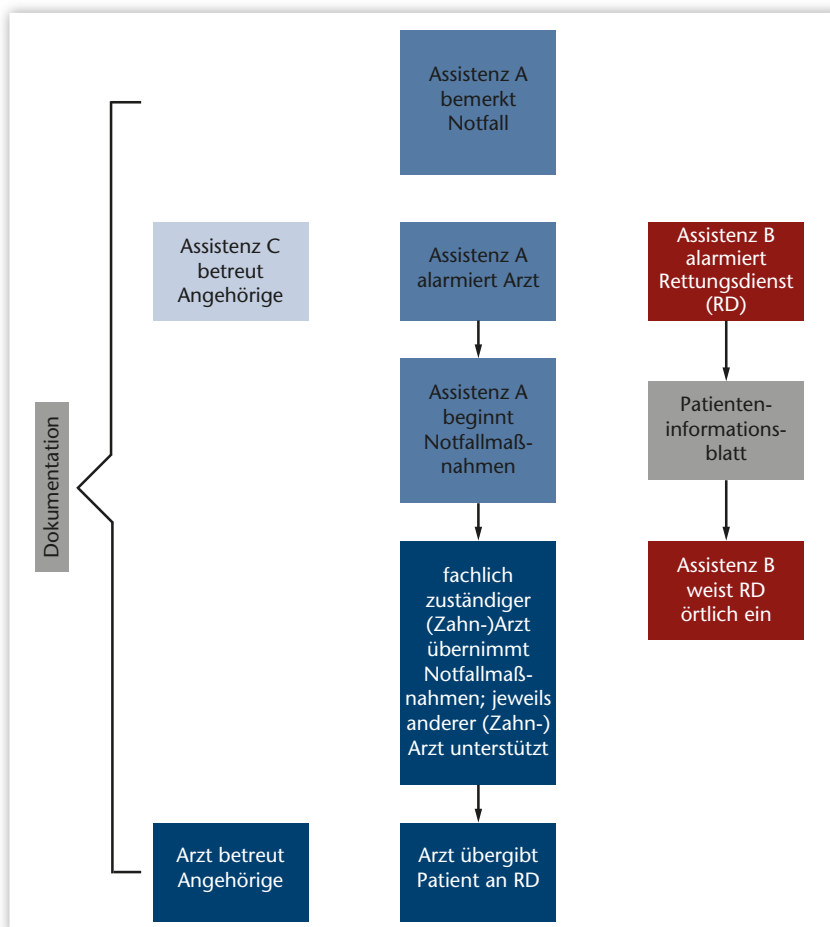 Assistenz A
bemerkt
Notfall
Assistenz C
betreut
Angehörige
Assistenz A
alarmiert Arzt
Assistenz B
alarmiert
Rettungsdienst
(RD)
Assistenz A
beginnt
Notfallmaß-
nahmen
Patienten-
informations-
blatt
Dokumentation
fachlich
zuständiger
(Zahn-)Arzt
übernimmt
Notfallmaß-
nahmen; jeweils
anderer (Zahn-)
Arzt unterstützt
Assistenz B
weist RD
örtlich ein
Arzt betreut
Angehörige
Arzt übergibt
Patient an RD